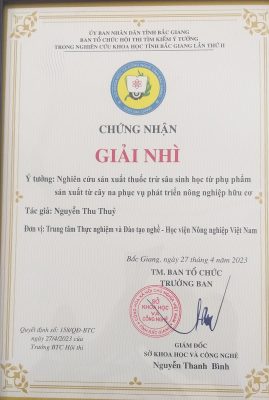 ỦY BAN NHÂN DÂN TỈNH BẮC GIANG
BAN TỔ CHỨC HỘI THI TÌM KIẾM Ý TƯỞNG
TRONG NGHIÊN CỨU KHOA HỌC TỈNH BẮC GIANG LẦN THỨ II
CHỨNG NHẬN
GIẢI NHÌ
Ý tưởng: Nghiên cứu sản xuất thuốc trừ sâu sinh học từ phụ phẩm
sản xuất từ cây na phục vụ phát triển nông nghiệp hữu cơ
Tác giả: Nguyễn Thu Thuỷ
Đơn vị: Trung tâm Thực nghiệm và Đào tạo nghề - Học viện Nông nghiệp Việt Nam
Bắc Giang, ngày 27 tháng 4 năm 2023
TM. BAN TỔ CHỨC
TRƯỞNG BAN
SỞ
KHOA HỌC
VÀ CÔNG NGHỆ
Quyết định số: 158/QĐ-BTC
ngày 27/4/2023 của
Trưởng BTC Hội thi
GIÁM ĐỐC
SỞ KHOA HỌC VÀ CÔNG NGHỆ
Nguyễn Thanh Bình